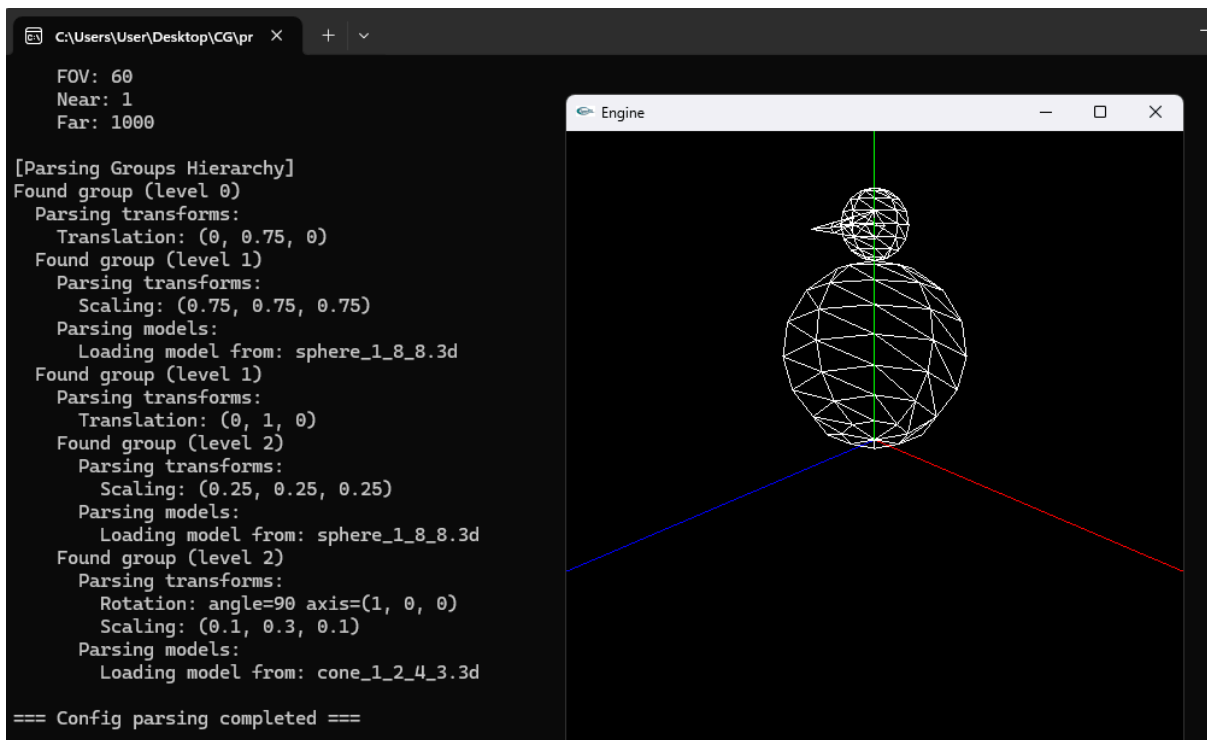 C:\Users\User\Desktop\CG\pr
FOV: 60
Near: 1
Far: 1000
[Parsing Groups Hierarchy]
Found group (level 0)
Parsing transforms:
Translation: (0, 0.75, 0)
Found group (level 1)
Parsing transforms:
Scaling: (0.75, 0.75, 0.75)
Parsing models:
Loading model from: sphere_1_8_8.3d
Found group (level 1)
Parsing transforms:
Translation: (0, 1, 0)
Found group (level 2)
Parsing transforms:
Scaling: (0.25, 0.25, 0.25)
Parsing models:
Loading model from: sphere_1_8_8.3d
Found group (level 2)
Parsing transforms:
Rotation: angle=90 axis=(1, 0, 0)
Scaling: (0.1, 0.3, 0.1)
Parsing models:
Loading model from: cone_1_2_4_3.3d
=== Config parsing completed ===
Engine